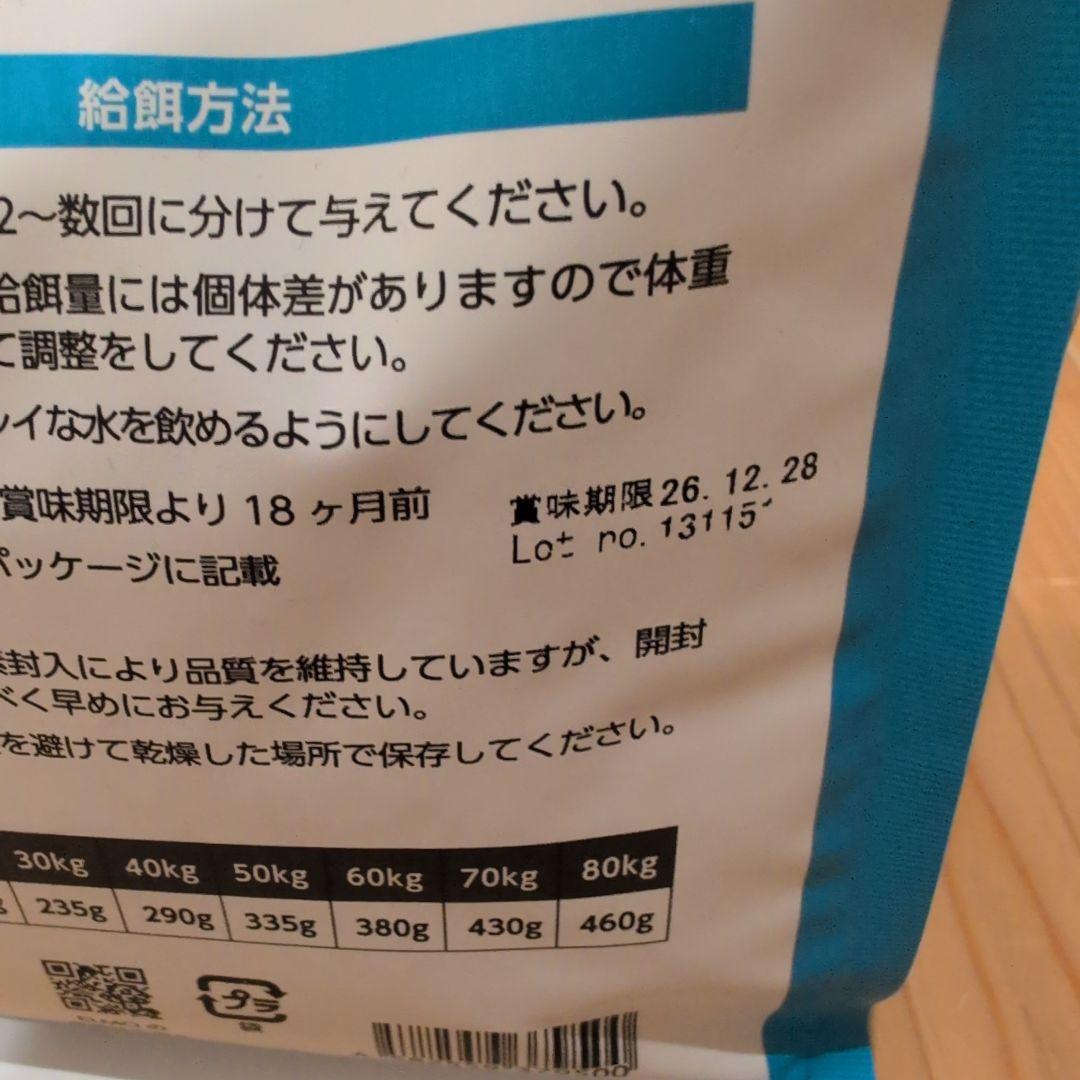 給餌方法
2〜数回に分けて与えてください。
給餌量には個体差がありますので体重
て調整をしてください。
イな水を飲めるようにしてください。
賞味期限より18ヶ月前
賞味期限 26.12.28
Lot no. 13115
パッケージに記載
封入により品質を維持していますが、開封
べく早めにお与えください。
を避けて乾燥した場所で保存してください。
30kg 40kg 50kg 60kg 70kg 80kg
235g 290g 335g 380g 430g 460g
プラ